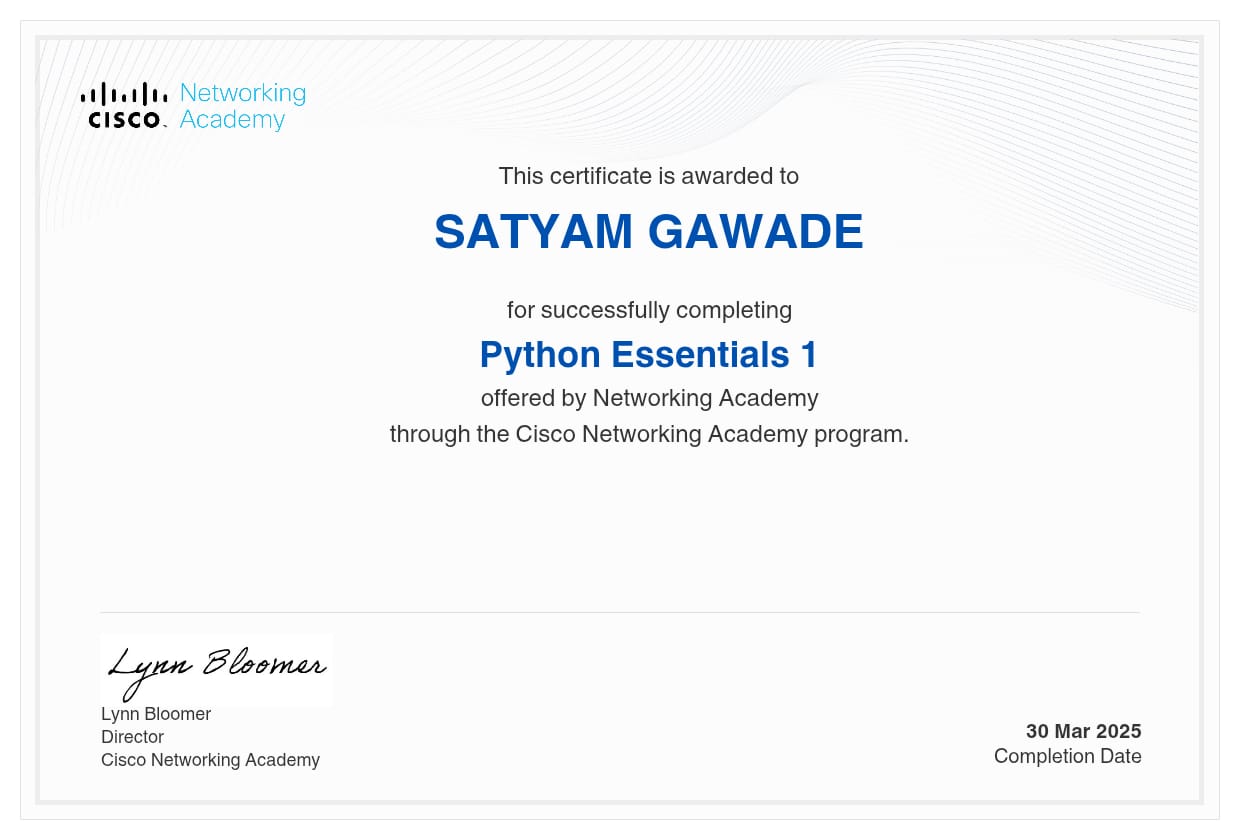 CISCO
Networking
Academy
This certificate is awarded to
SATYAM GAWADE
for successfully completing
Python Essentials 1
offered by Networking Academy
through the Cisco Networking Academy program.
Lynn Bloomer
Lynn Bloomer
Director
Cisco Networking Academy
30 Mar 2025
Completion Date